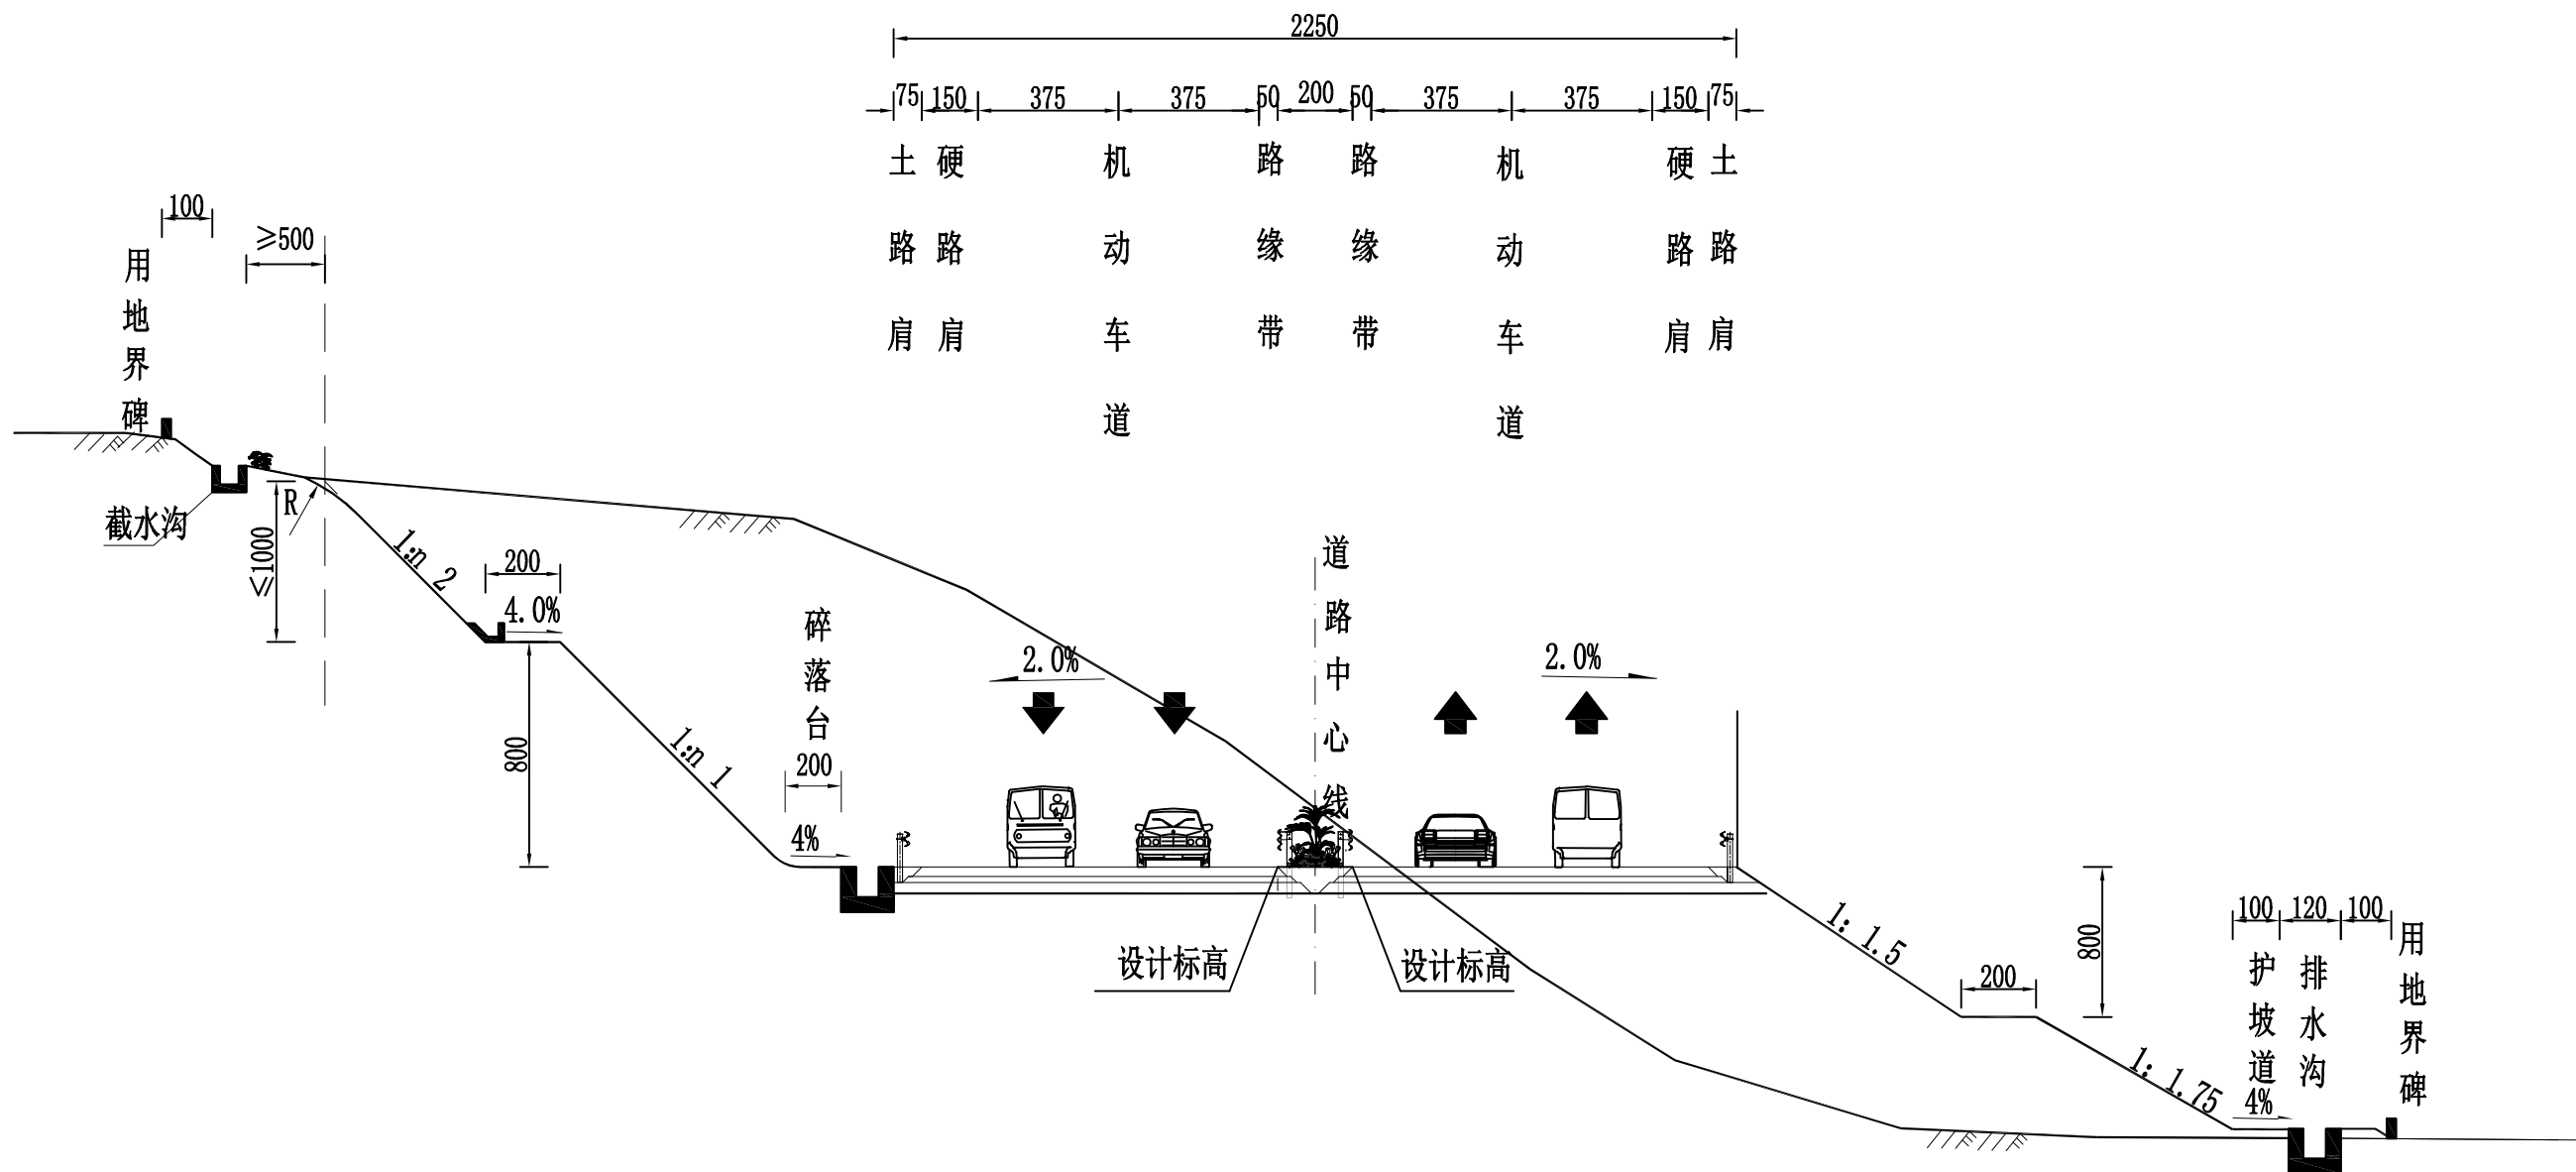 2250
75 150 375 375 50 200 50 375 375 150 75
土路肩
硬路肩
机动车道
路缘带
路缘带
机动车道
硬路肩
土路肩
100
≥500
用地界碑
截水沟
R
≤1000
1:n 2
200
4.0%
800
1:n 1
碎落台
200
4%
2.0%
道路中心线
2.0%
设计标高
设计标高
1: 1.5
800
200
1: 1.75
100 120 100
护坡道
4%
排水沟
用地界碑